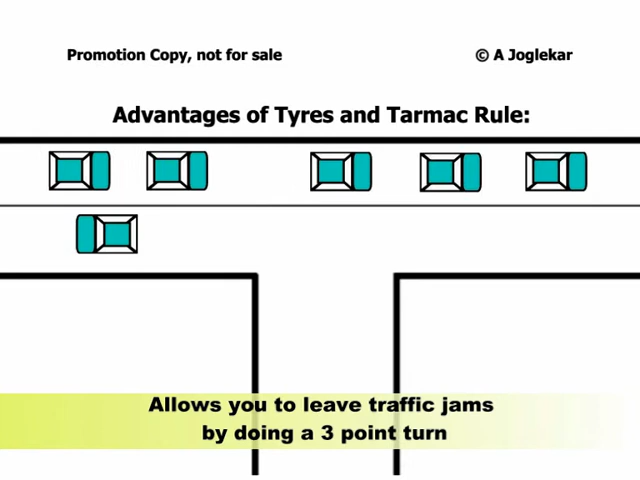 Promotion Copy, not for sale
© A Joglekar
Advantages of Tyres and Tarmac Rule:
Allows you to leave traffic jams
by doing a 3 point turn